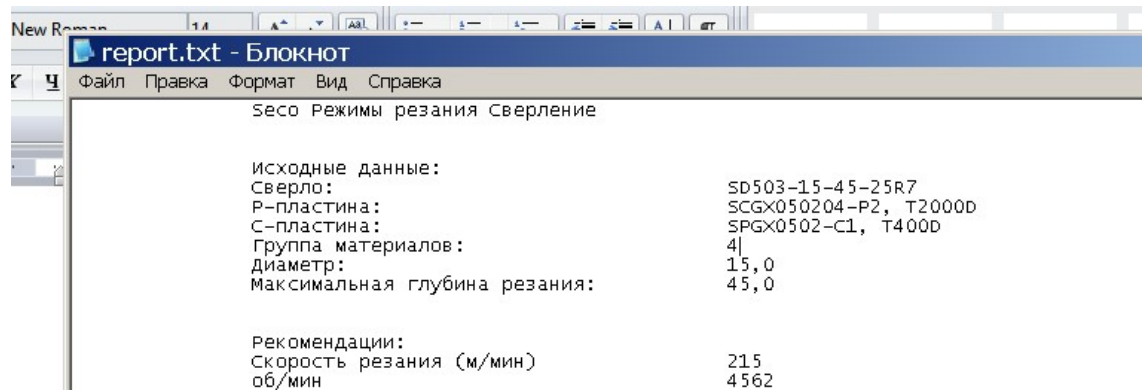 New Roman 14
report.txt - Блокнот
Ч
Файл Правка Формат Вид Справка
Seco Режимы резания Сверление
Исходные данные:
Сверло: SD503-15-45-25R7
Р-пластина: SCGX050204-P2, T2000D
С-пластина: SPGX0502-C1, T400D
Группа материалов: 4
Диаметр: 15,0
Максимальная глубина резания: 45,0
Рекомендации:
Скорость резания (м/мин) 215
об/мин 4562